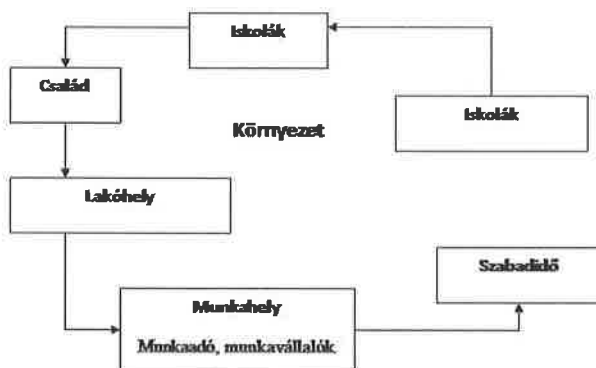 Iskolák
Család
Iskolák
Környezet
Lakóhely
Szabadidő
Munkahely
Munkaadó, munkavállalók